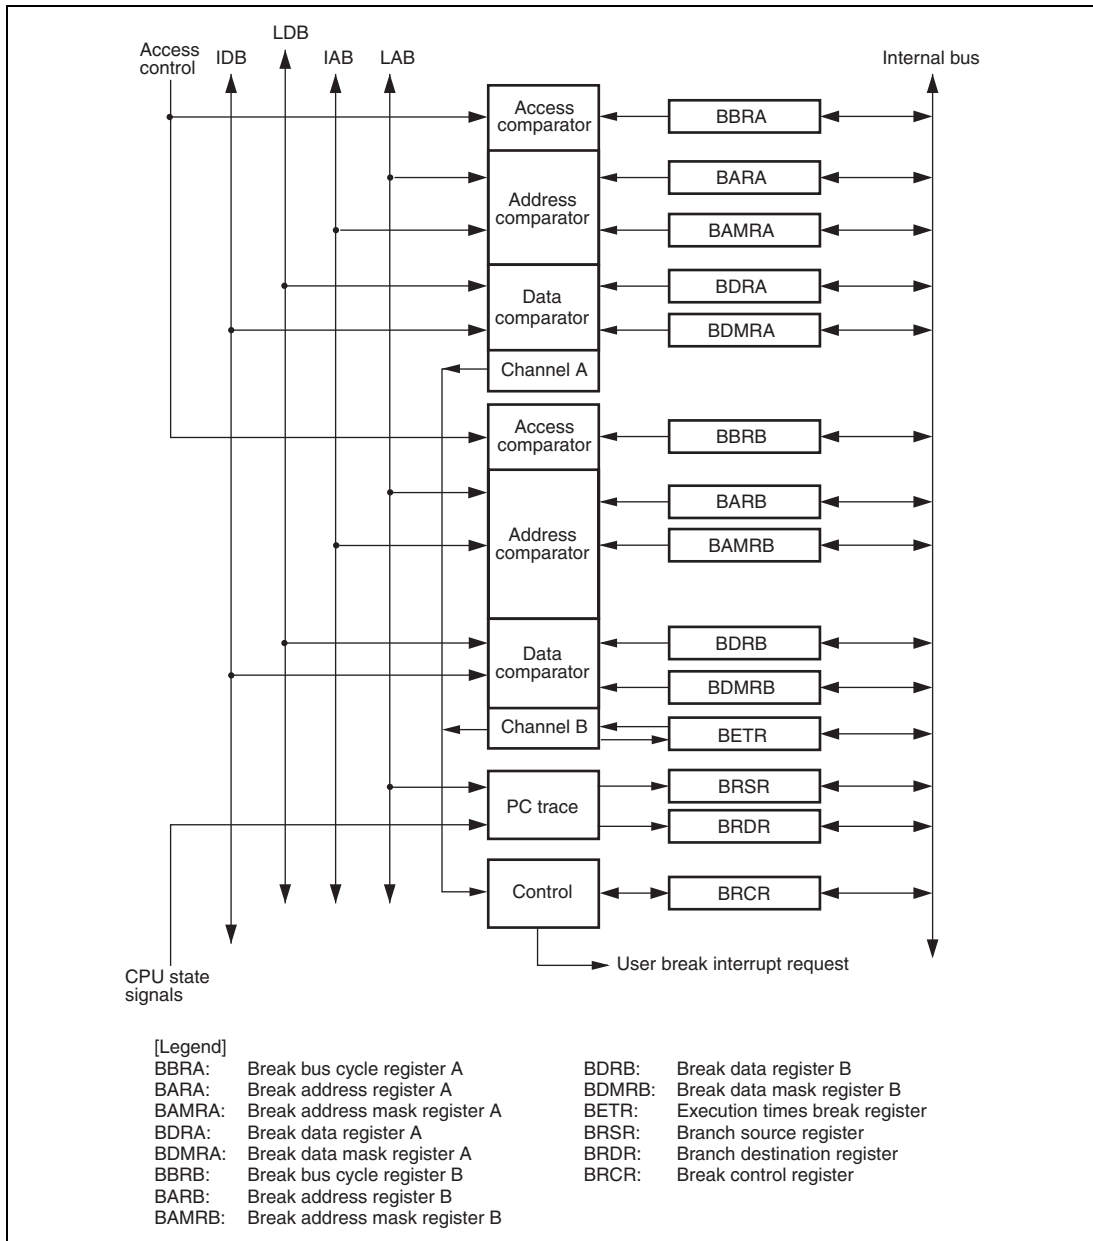 LDB
Access
control
IDB
IAB
LAB
Internal bus
Access
comparator
BBRA
Address
comparator
BARA
BAMRA
Data
comparator
BDRA
BDMRA
Channel A
Access
comparator
BBRB
Address
comparator
BARB
BAMRB
Data
comparator
BDRB
BDMRB
Channel B
BETR
PC trace
BRSR
BRDR
Control
BRCR
User break interrupt request
CPU state
signals
[Legend]
BBRA: Break bus cycle register A
BARA: Break address register A
BAMRA: Break address mask register A
BDRA: Break data register A
BDMRA: Break data mask register A
BBRB: Break bus cycle register B
BARB: Break address register B
BAMRB: Break address mask register B
BDRB: Break data register B
BDMRB: Break data mask register B
BETR: Execution times break register
BRSR: Branch source register
BRDR: Branch destination register
BRCR: Break control register